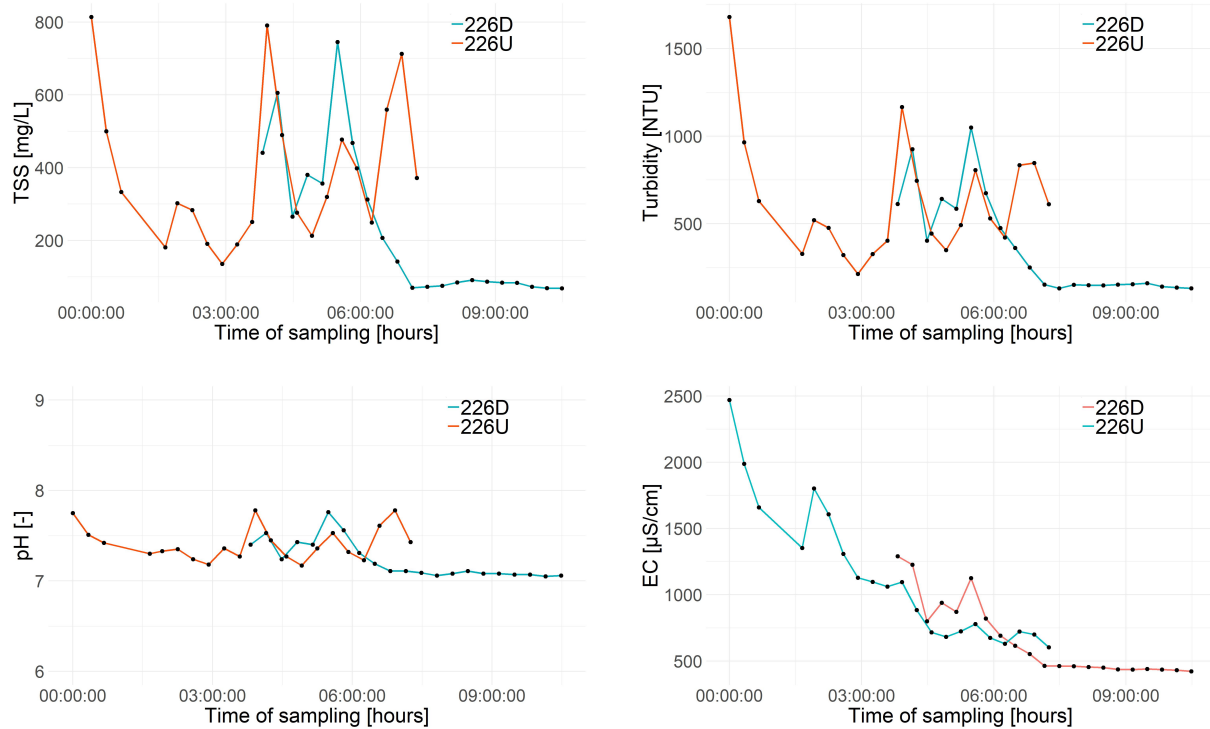 TSS [mg/L]
800
600
400
200
226D
226U
00:00:00
03:00:00
06:00:00
09:00:00
Time of sampling [hours]
Turbidity [NTU]
1500
1000
500
226D
226U
00:00:00
03:00:00
06:00:00
09:00:00
Time of sampling [hours]
pH [-]
9
8
7
6
226D
226U
00:00:00
03:00:00
06:00:00
09:00:00
Time of sampling [hours]
EC [µS/cm]
2500
2000
1500
1000
500
226D
226U
00:00:00
03:00:00
06:00:00
09:00:00
Time of sampling [hours]